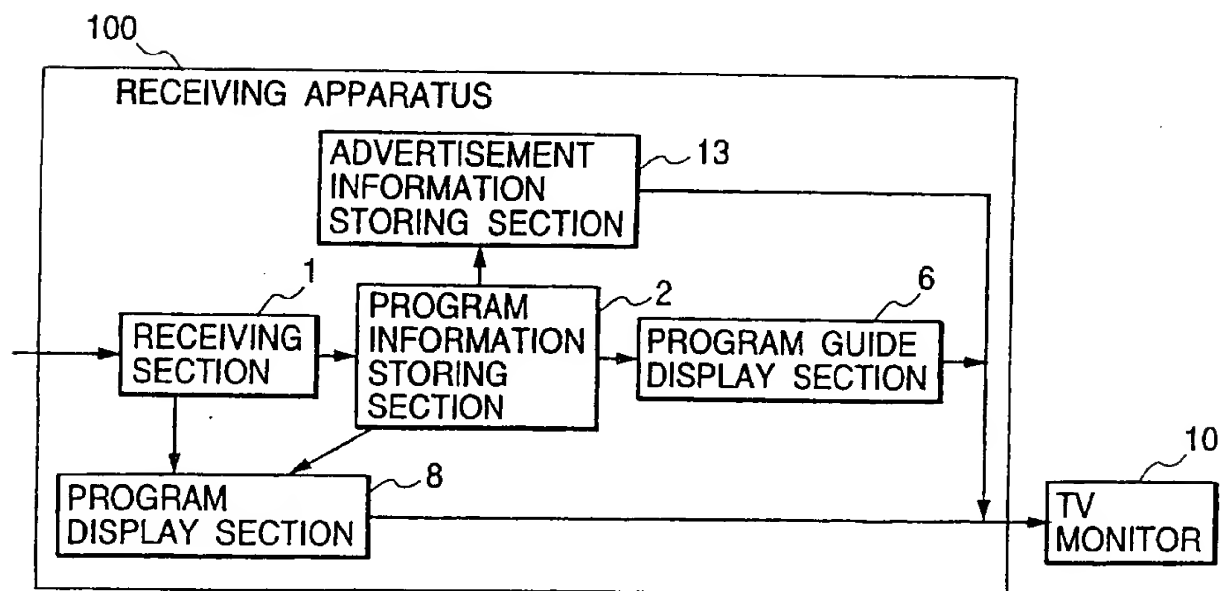 100
RECEIVING APPARATUS
ADVERTISEMENT
INFORMATION
STORING SECTION
13
1
RECEIVING
SECTION
2
PROGRAM
INFORMATION
STORING
SECTION
6
PROGRAM GUIDE
DISPLAY SECTION
8
PROGRAM
DISPLAY SECTION
10
TV
MONITOR